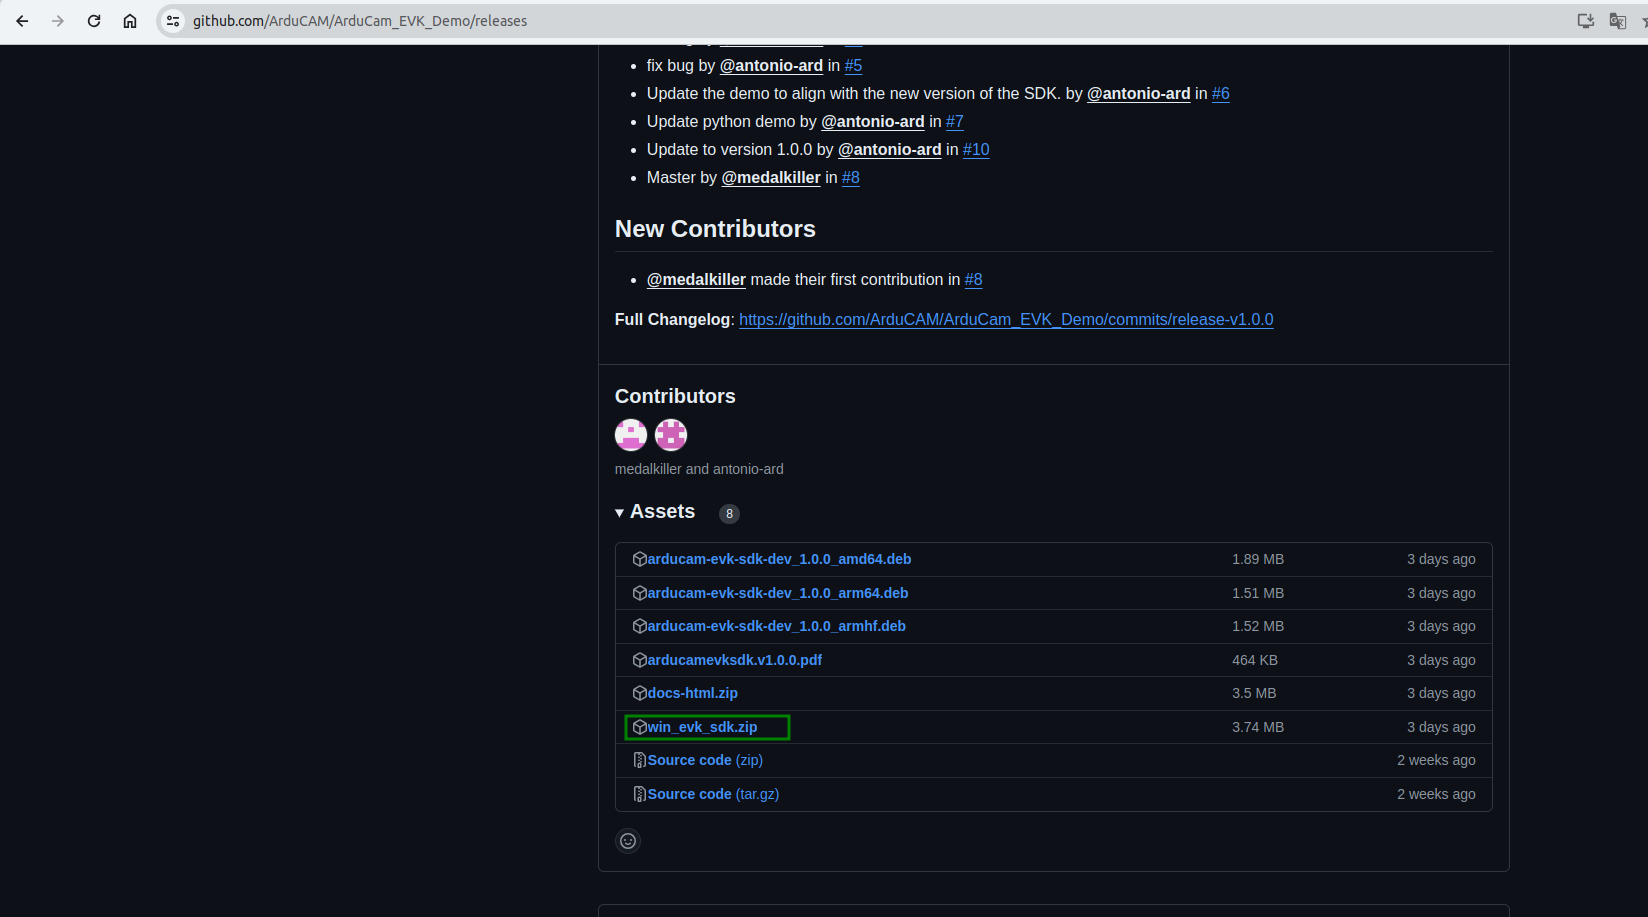 github.com/ArduCAM/ArduCam_EVK_Demo/releases
fix bug by @antonio-ard in #5
Update the demo to align with the new version of the SDK. by @antonio-ard in #6
Update python demo by @antonio-ard in #7
Update to version 1.0.0 by @antonio-ard in #10
Master by @medalkiller in #8
New Contributors
@medalkiller made their first contribution in #8
Full Changelog: https://github.com/ArduCAM/ArduCam_EVK_Demo/commits/release-v1.0.0
Contributors
medalkiller and antonio-ard
Assets 8
arducam-evk-sdk-dev_1.0.0_amd64.deb 1.89 MB 3 days ago
arducam-evk-sdk-dev_1.0.0_arm64.deb 1.51 MB 3 days ago
arducam-evk-sdk-dev_1.0.0_armhf.deb 1.52 MB 3 days ago
arducamevksdk.v1.0.0.pdf 464 KB 3 days ago
docs-html.zip 3.5 MB 3 days ago
win_evk_sdk.zip 3.74 MB 3 days ago
Source code (zip) 2 weeks ago
Source code (tar.gz) 2 weeks ago